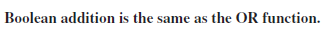 Boolean addition is the same as the OR function.